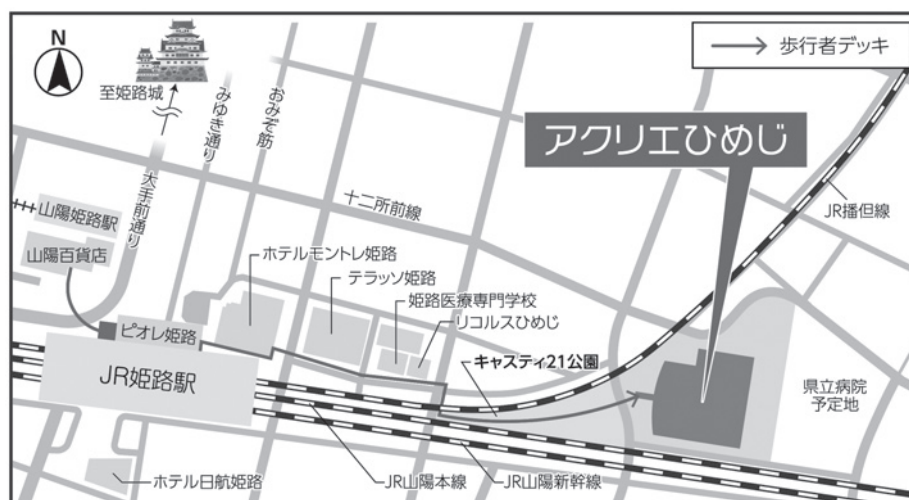 N
至姫路城
歩行者デッキ
みゆき通り
おみぞ筋
大手前通り
アクリエひめじ
十二所前線
JR播但線
山陽姫路駅
山陽百貨店
ホテルモントレ姫路
テラッソ姫路
姫路医療専門学校
リコルスひめじ
ピオレ姫路
キャスティ21公園
JR姫路駅
県立病院
予定地
ホテル日航姫路
JR山陽本線
JR山陽新幹線